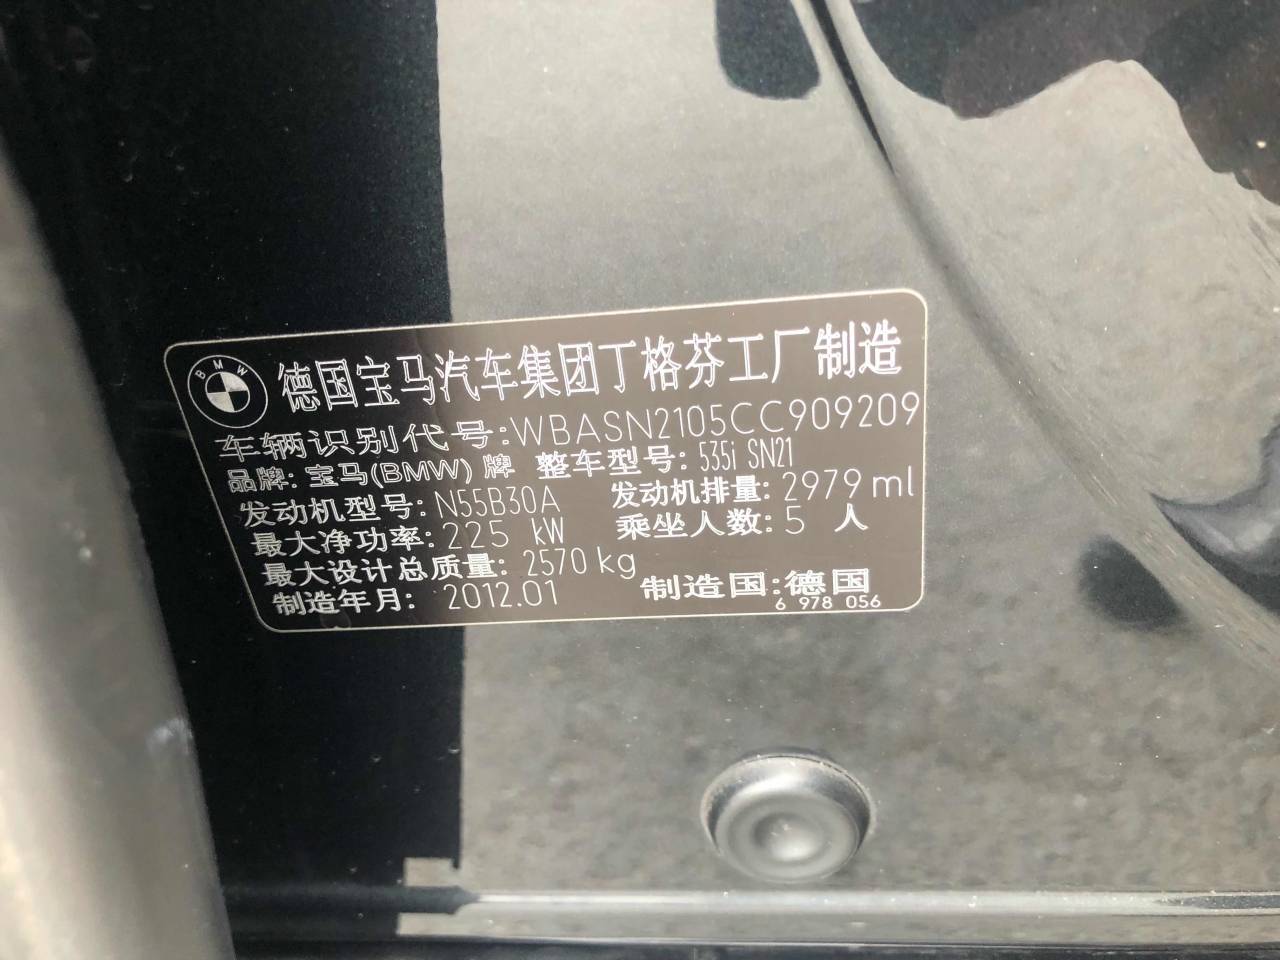 BMW
德国宝马汽车集团丁格芬工厂制造
车辆识别代号:WBASN2105CC909209
品牌: 宝马(BMW) 牌 整车型号: 535i SN21
发动机型号: N55B30A 发动机排量: 2979 ml
最大净功率: 225 kW 乘坐人数: 5 人
最大设计总质量: 2570 kg
制造年月: 2012.01 制造国:德国
6 978 056